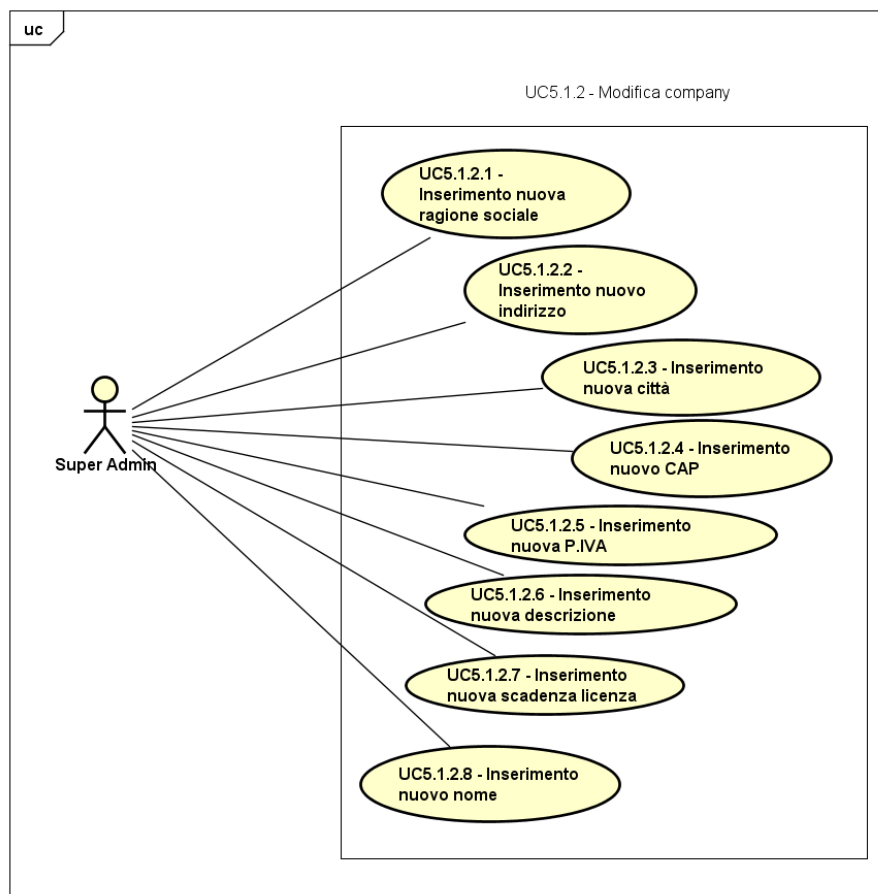 uc
UC5.1.2 - Modifica company
UC5.1.2.1 -
Inserimento nuova
ragione sociale
UC5.1.2.2 -
Inserimento nuovo
indirizzo
UC5.1.2.3 - Inserimento
nuova città
UC5.1.2.4 - Inserimento
nuovo CAP
Super Admin
UC5.1.2.5 - Inserimento
nuova P.IVA
UC5.1.2.6 - Inserimento
nuova descrizione
UC5.1.2.7 - Inserimento
nuova scadenza licenza
UC5.1.2.8 - Inserimento
nuovo nome